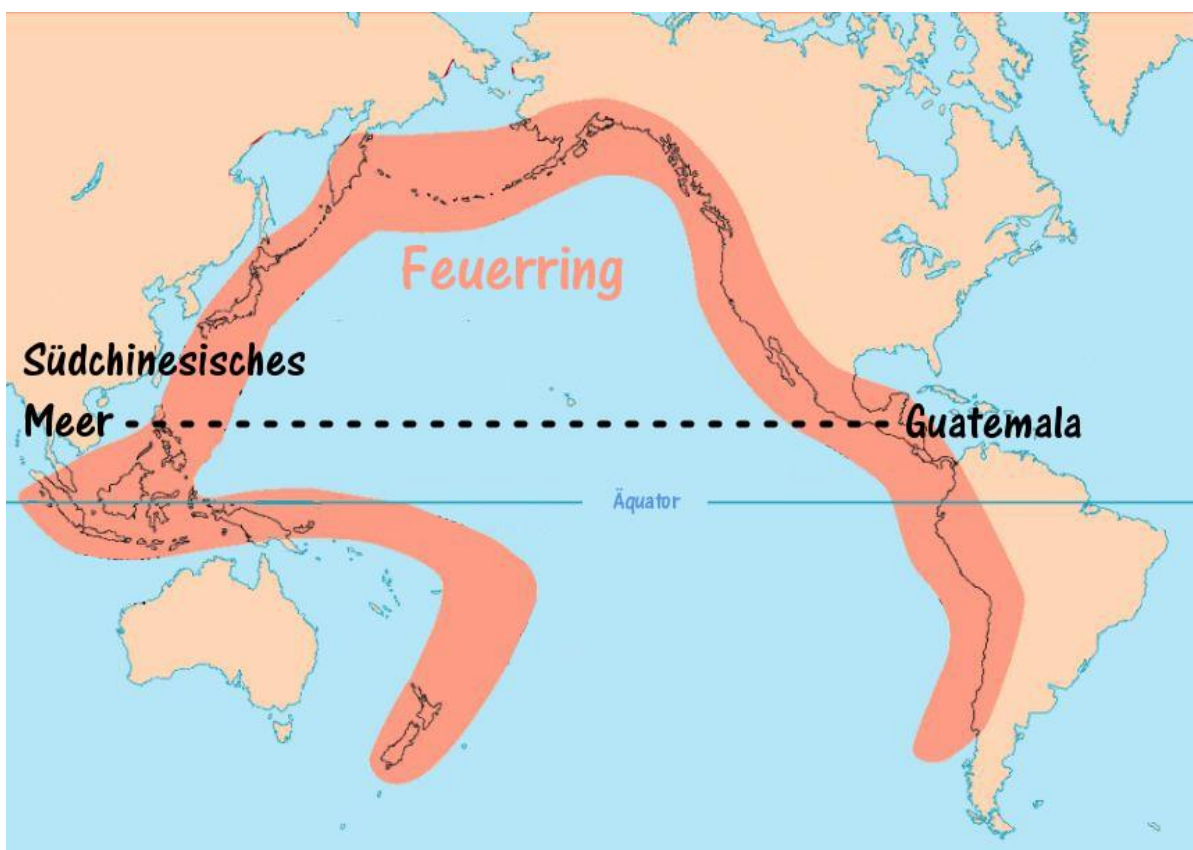 Feuerring
Südchinesisches
Meer
Guatemala
Äquator